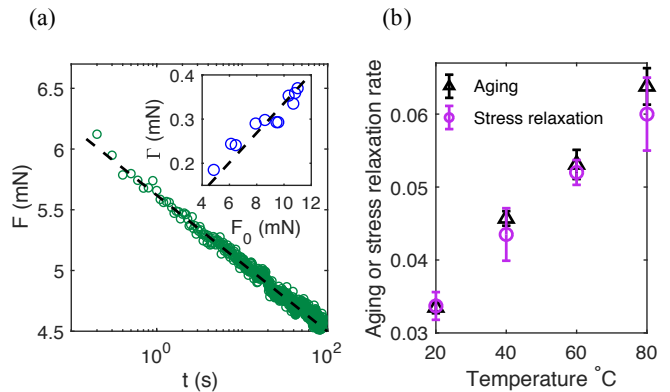 (a)
(b)
6.5
6
5.5
5
4.5
F (mN)
10^0
10^2
t (s)
0.4
0.3
0.2
Γ (mN)
4 6 8 10 12
F_0 (mN)
Aging
Stress relaxation
0.06
0.05
0.04
0.03
Aging or stress relaxation rate
20 40 60 80
Temperature °C